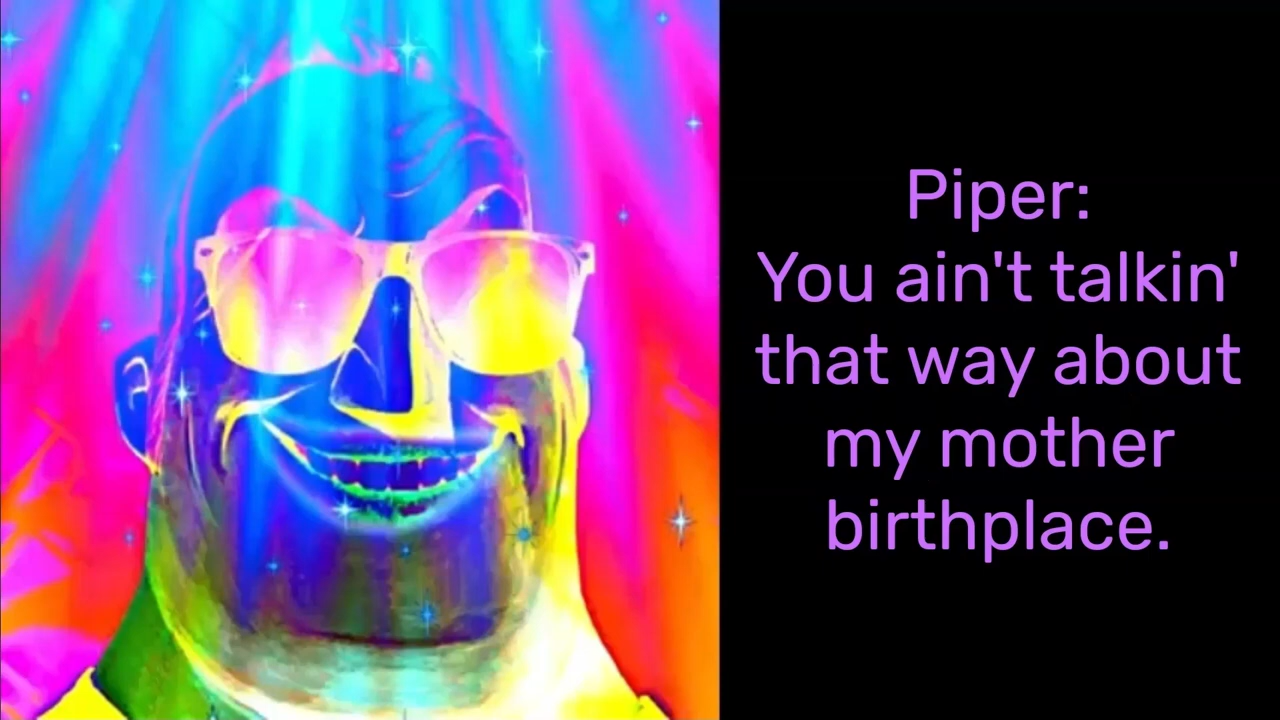 Piper:
You ain't talkin'
that way about
my mother
birthplace.